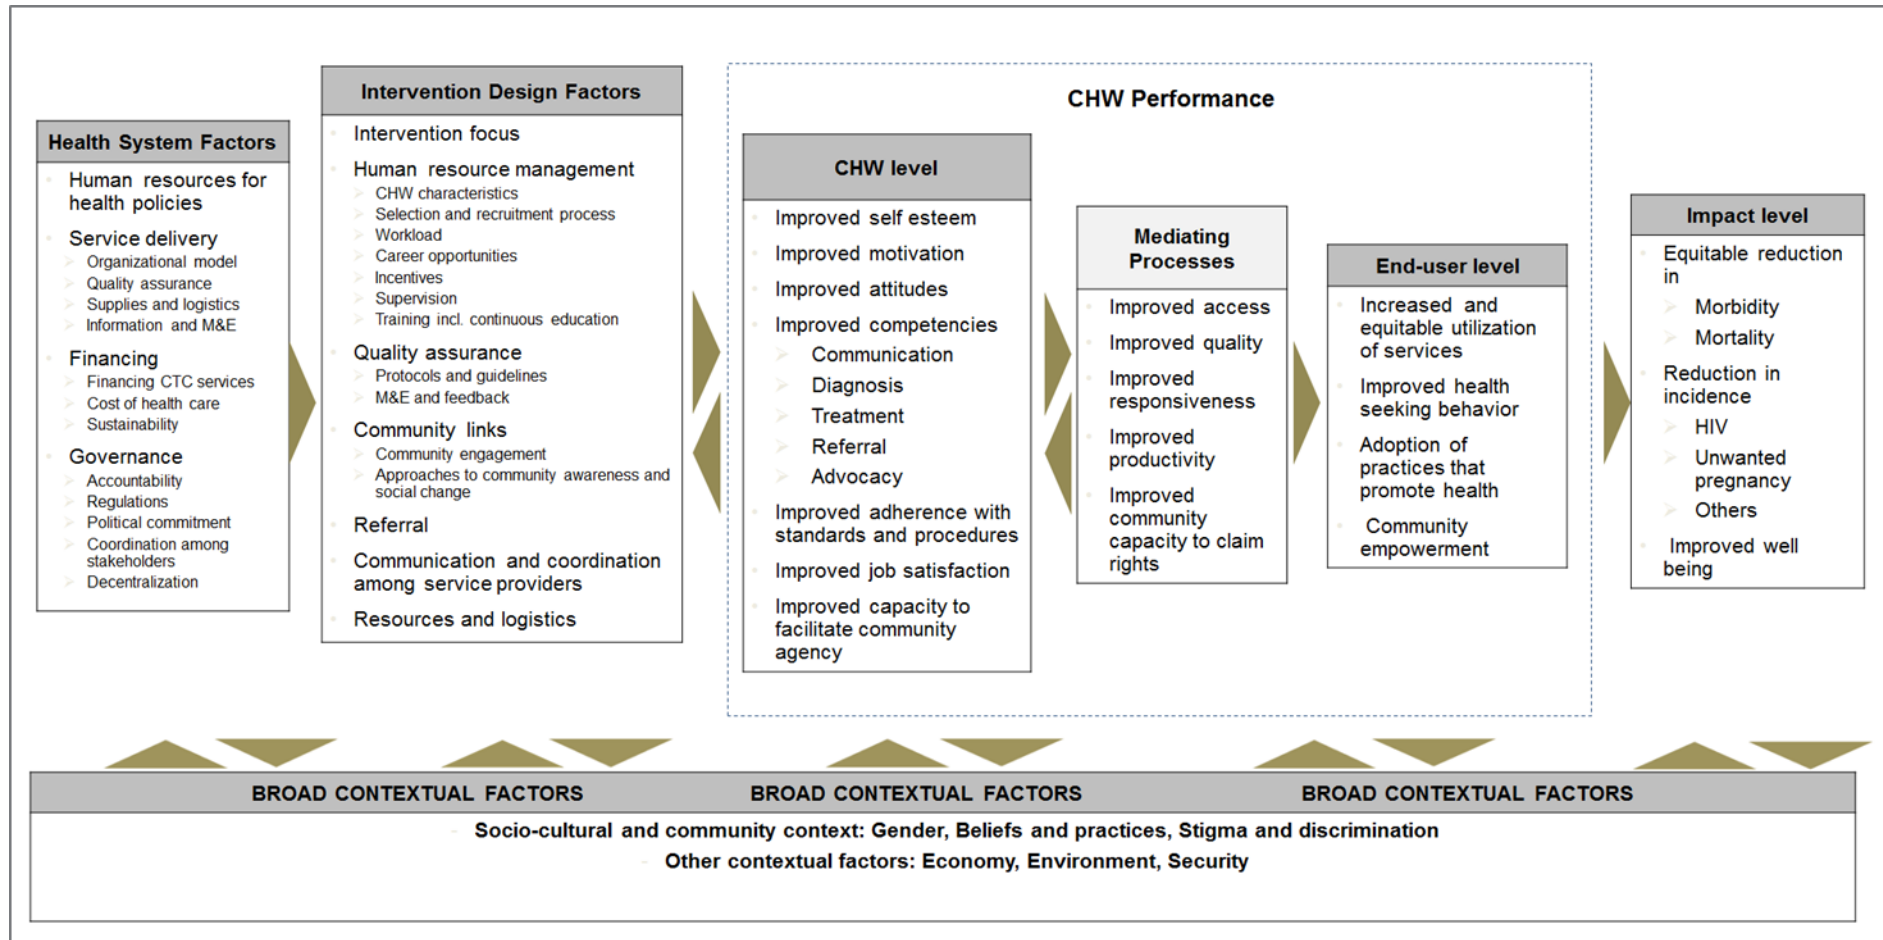 Health System Factors
Human resources for
health policies
Service delivery
Organizational model
Quality assurance
Supplies and logistics
Information and M&E
Financing
Financing CTC services
Cost of health care
Sustainability
Governance
Accountability
Regulations
Political commitment
Coordination among
stakeholders
Decentralization
Intervention Design Factors
Intervention focus
Human resource management
CHW characteristics
Selection and recruitment process
Workload
Career opportunities
Incentives
Supervision
Training incl. continuous education
Quality assurance
Protocols and guidelines
M&E and feedback
Community links
Community engagement
Approaches to community awareness and
social change
Referral
Communication and coordination
among service providers
Resources and logistics
CHW Performance
CHW level
Improved self esteem
Improved motivation
Improved attitudes
Improved competencies
Communication
Diagnosis
Treatment
Referral
Advocacy
Improved adherence with
standards and procedures
Improved job satisfaction
Improved capacity to
facilitate community
agency
Mediating
Processes
Improved access
Improved quality
Improved
responsiveness
Improved
productivity
Improved
community
capacity to claim
rights
End-user level
Increased and
equitable utilization
of services
Improved health
seeking behavior
Adoption of
practices that
promote health
Community
empowerment
Impact level
Equitable reduction
in
Morbidity
Mortality
Reduction in
incidence
HIV
Unwanted
pregnancy
Others
Improved well
being
BROAD CONTEXTUAL FACTORS BROAD CONTEXTUAL FACTORS BROAD CONTEXTUAL FACTORS
- Socio-cultural and community context: Gender, Beliefs and practices, Stigma and discrimination
- Other contextual factors: Economy, Environment, Security